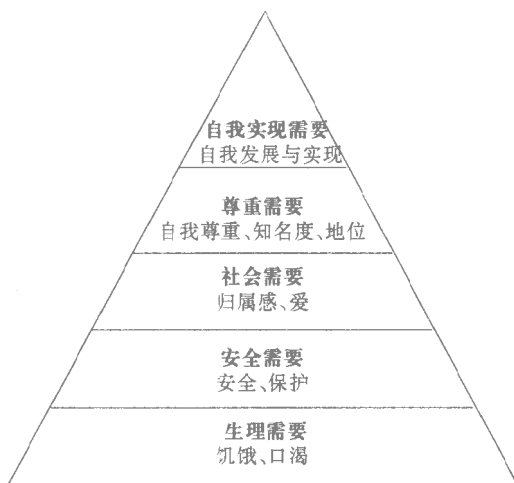 自我实现需要
自我发展与实现
尊重需要
自我尊重、知名度、地位
社会需要
归属感、爱
安全需要
安全、保护
生理需要
饥饿、口渴